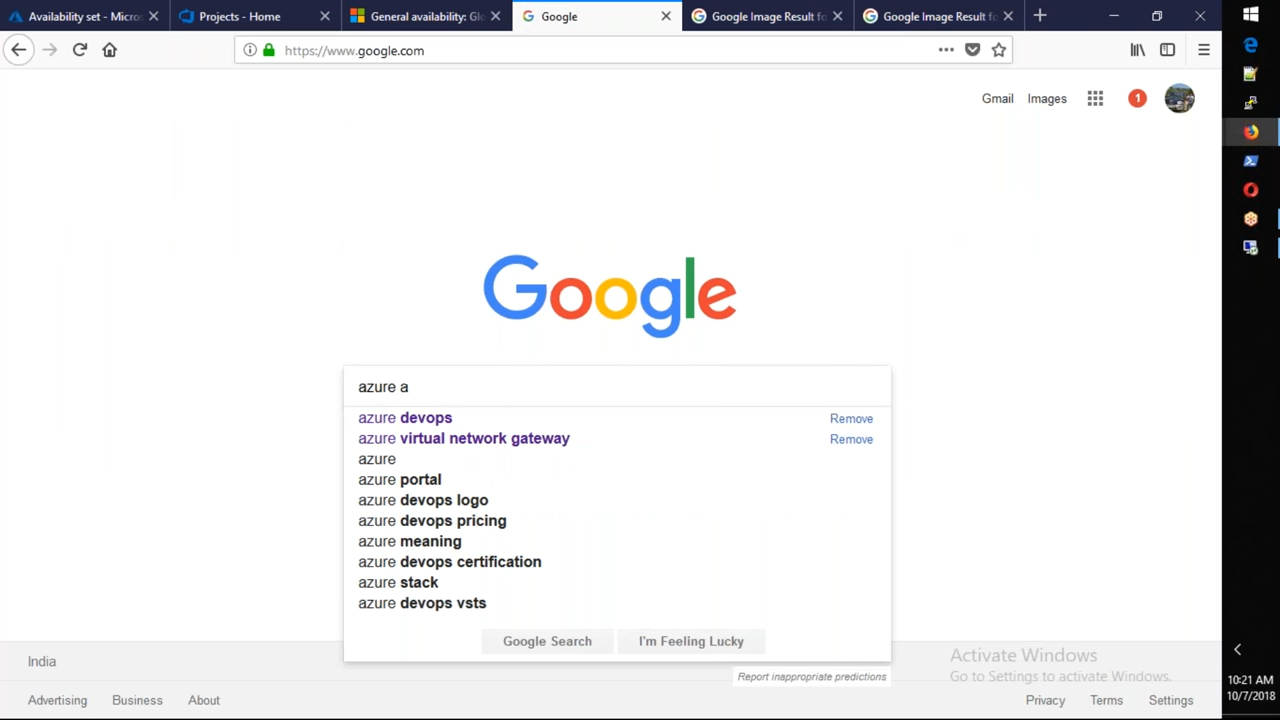 Availability set - Micros
Projects - Home
General availability: Glo
Google
Google Image Result fo
Google Image Result fo
https://www.google.com
Gmail
Images
1
Google
azure a
azure devops
Remove
azure virtual network gateway
Remove
azure
azure portal
azure devops logo
azure devops pricing
azure meaning
azure devops certification
azure stack
azure devops vsts
Google Search
I'm Feeling Lucky
Report inappropriate predictions
India
Activate Windows
Go to Settings to activate Windows.
Advertising
Business
About
Privacy
Terms
Settings
10:21 AM
10/7/2018